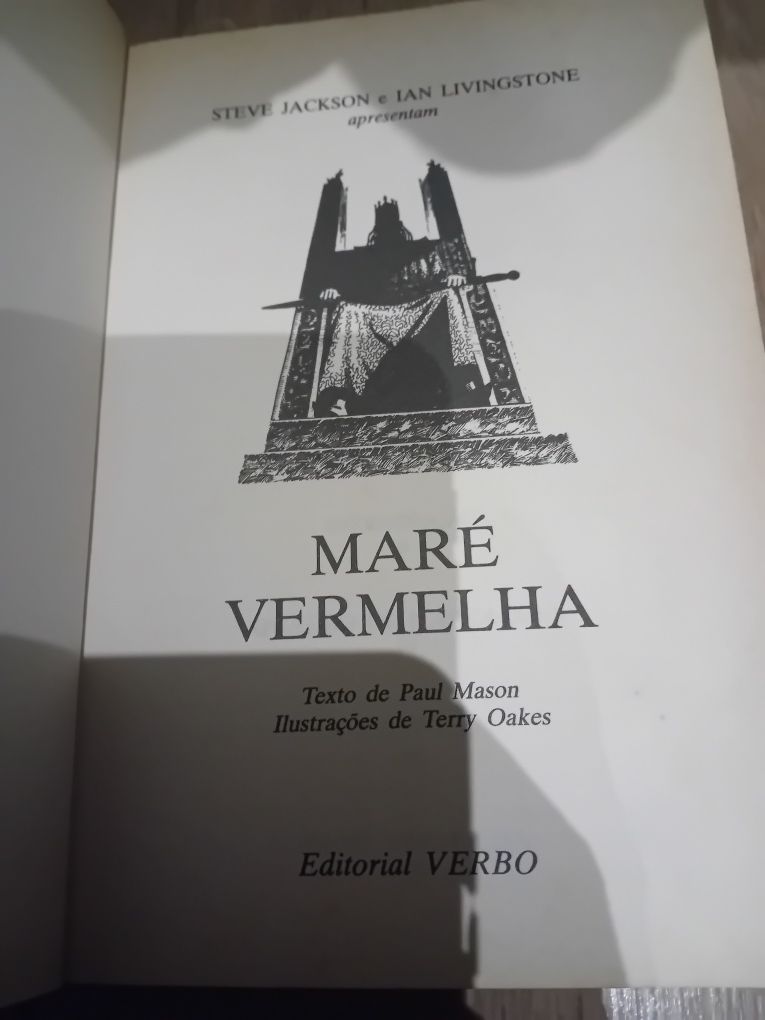 STEVE JACKSON e IAN LIVINGSTONE
apresentam
MARÉ
VERMELHA
Texto de Paul Mason
Ilustrações de Terry Oakes
Editorial VERBO